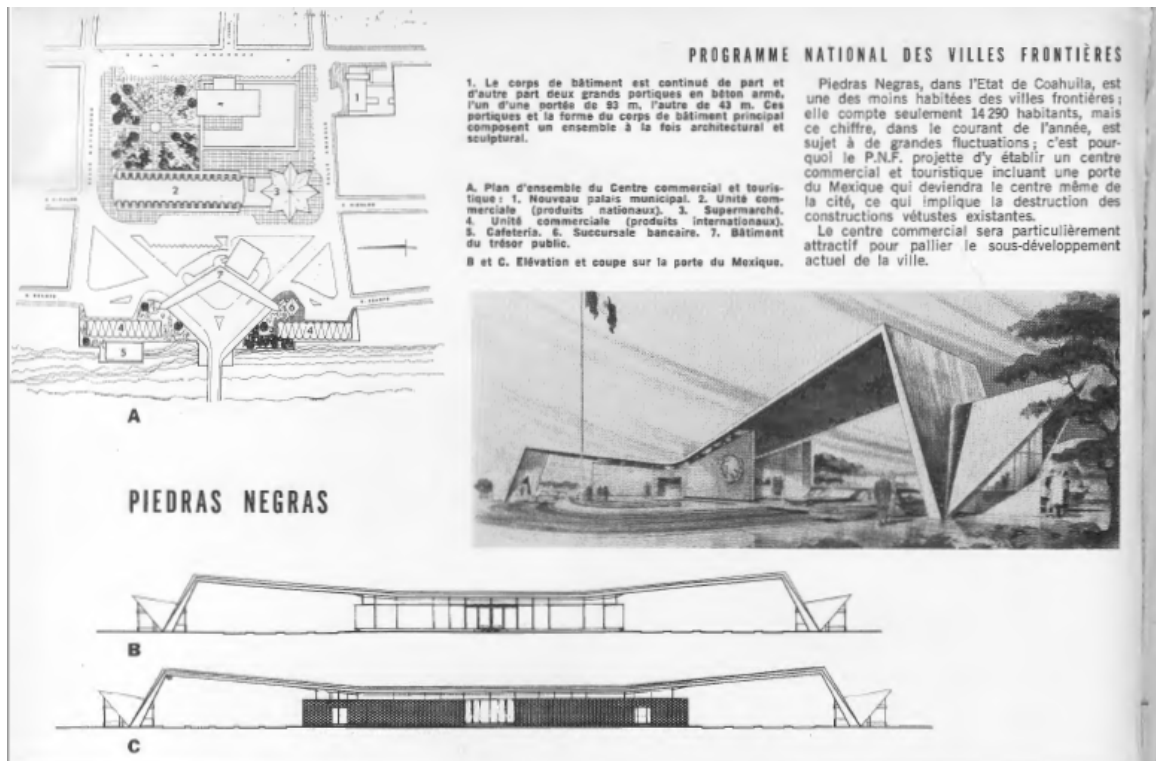 PROGRAMME NATIONAL DES VILLES FRONTIÈRES
1. Le corps de bâtiment est continué de part et
d'autre part deux grands portiques en béton armé,
l'un d'une portée de 93 m, l'autre de 43 m. Ces
portiques et la forme du corps de bâtiment principal
composent un ensemble à la fois architectural et
sculptural.
A. Plan d'ensemble du Centre commercial et touris-
tique : 1. Nouveau palais municipal. 2. Unité com-
merciale (produits nationaux). 3. Supermarché.
4. Unité commerciale (produits internationaux).
5. Cafeteria. 6. Succursale bancaire. 7. Bâtiment
du trésor public.
B et C. Elévation et coupe sur la porte du Mexique.
Piedras Negras, dans l'Etat de Coahuila, est
une des moins habitées des villes frontières ;
elle compte seulement 14 290 habitants, mais
ce chiffre, dans le courant de l'année, est
sujet à de grandes fluctuations ; c'est pour-
quoi le P.N.F. projette d'y établir un centre
commercial et touristique incluant une porte
du Mexique qui deviendra le centre même de
la cité, ce qui implique la destruction des
constructions vétustes existantes.
Le centre commercial sera particulièrement
attractif pour pallier le sous-développement
actuel de la ville.
1
2
3
7
6
4
4
5
A
PIEDRAS NEGRAS
B
C